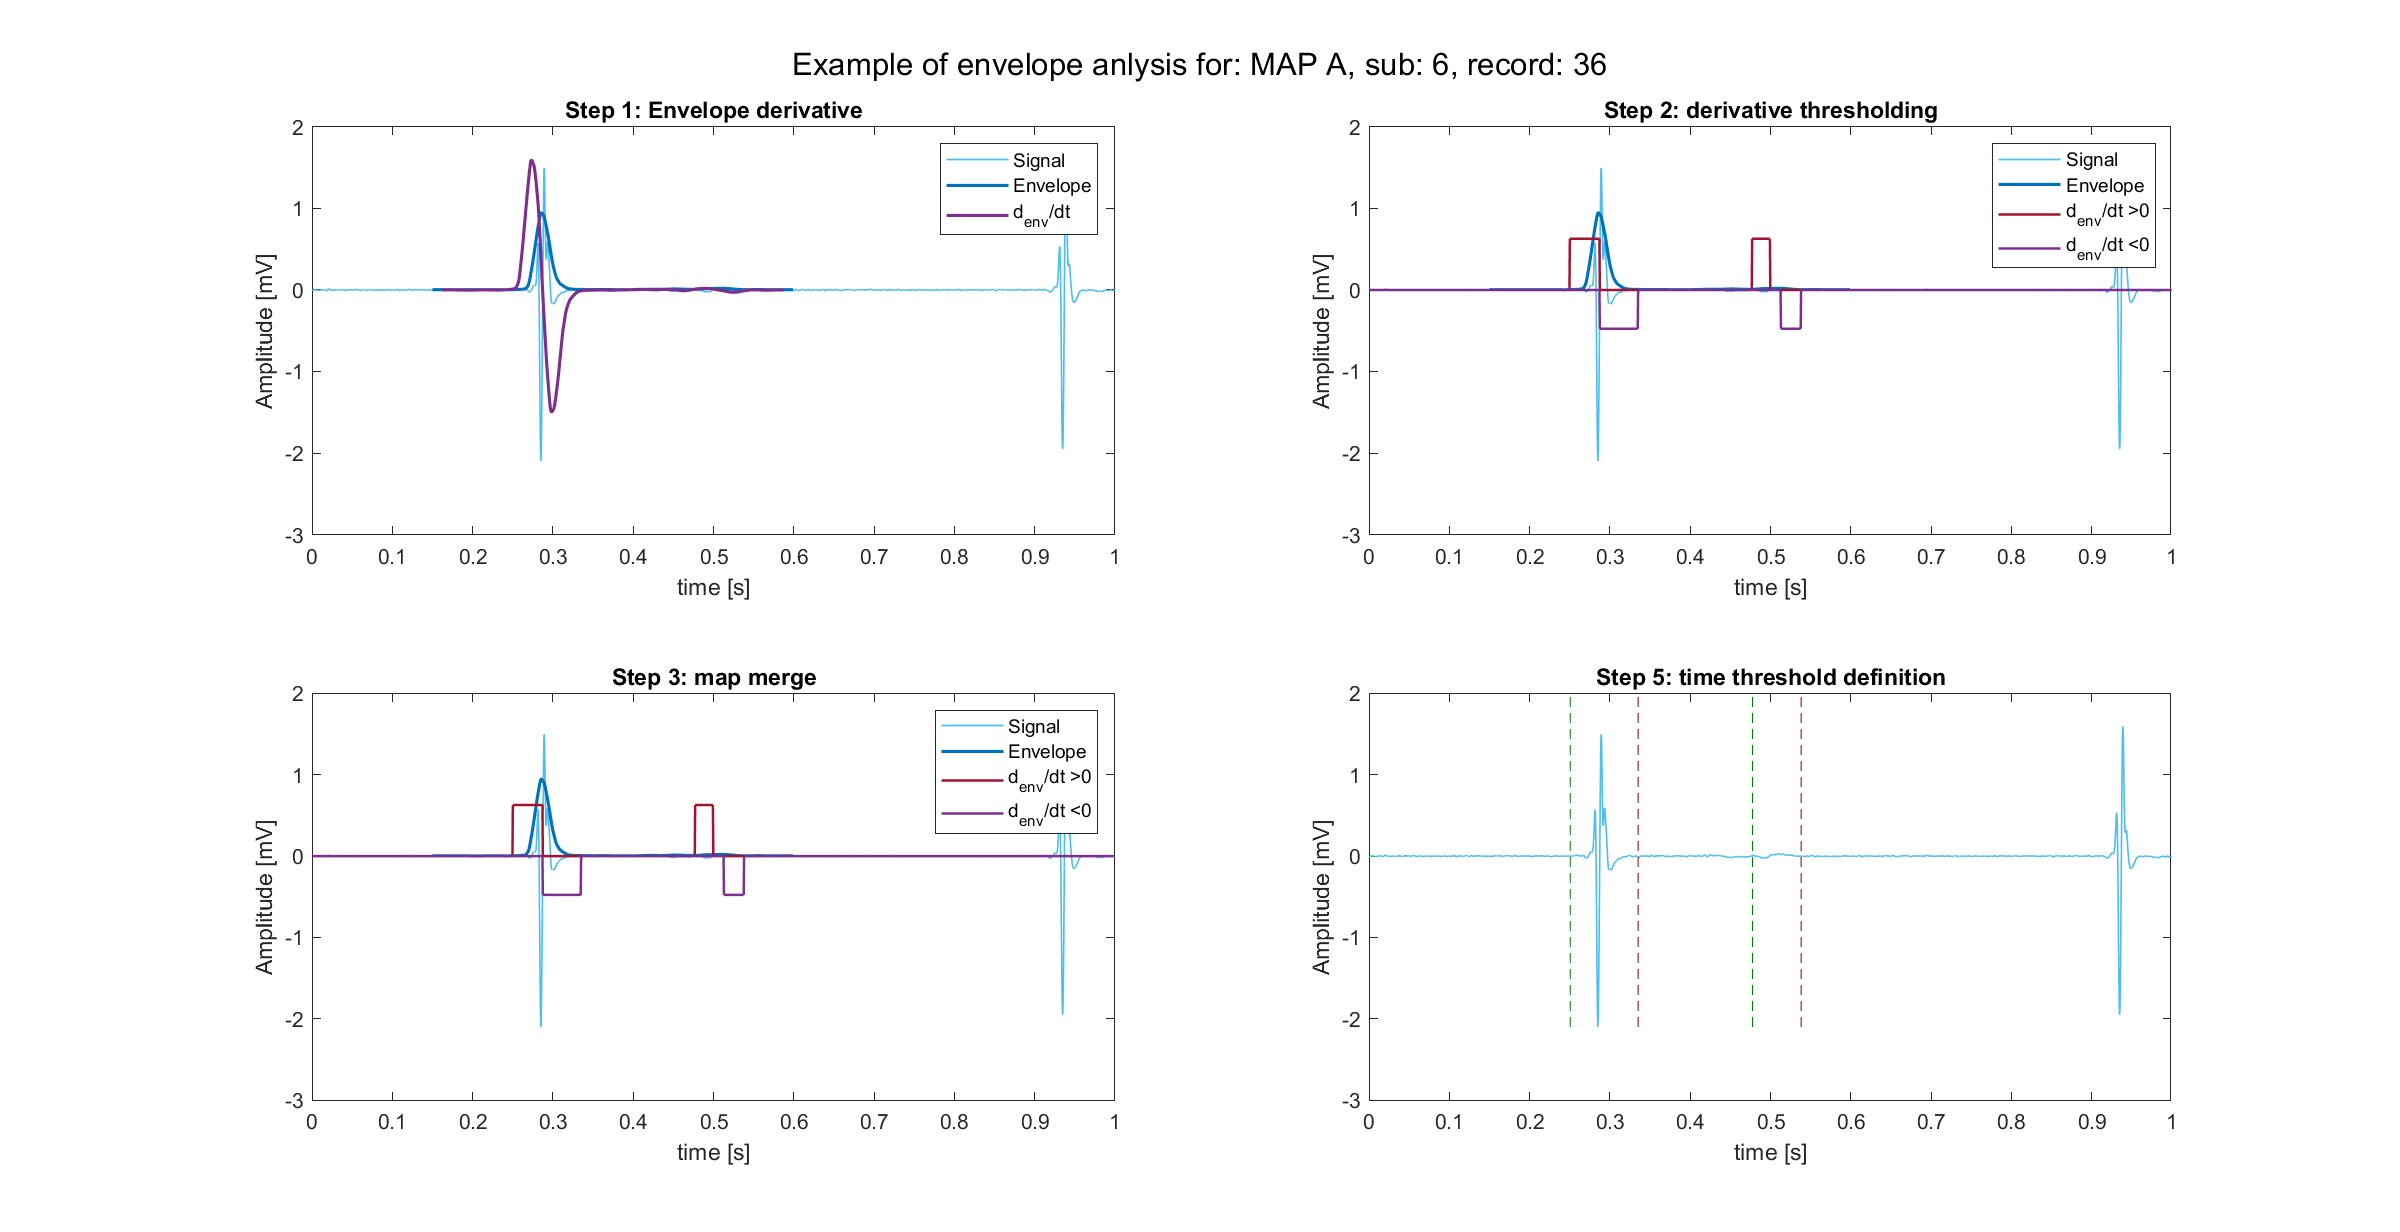 Example of envelope anlysis for: MAP A, sub: 6, record: 36
Step 1: Envelope derivative
Signal
Envelope
d_env/dt
Amplitude [mV]
2
1
0
-1
-2
-3
0 0.1 0.2 0.3 0.4 0.5 0.6 0.7 0.8 0.9 1
time [s]
Step 2: derivative thresholding
Signal
Envelope
d_env/dt >0
d_env/dt <0
Amplitude [mV]
2
1
0
-1
-2
-3
0 0.1 0.2 0.3 0.4 0.5 0.6 0.7 0.8 0.9 1
time [s]
Step 3: map merge
Signal
Envelope
d_env/dt >0
d_env/dt <0
Amplitude [mV]
2
1
0
-1
-2
-3
0 0.1 0.2 0.3 0.4 0.5 0.6 0.7 0.8 0.9 1
time [s]
Step 5: time threshold definition
Amplitude [mV]
2
1
0
-1
-2
-3
0 0.1 0.2 0.3 0.4 0.5 0.6 0.7 0.8 0.9 1
time [s]